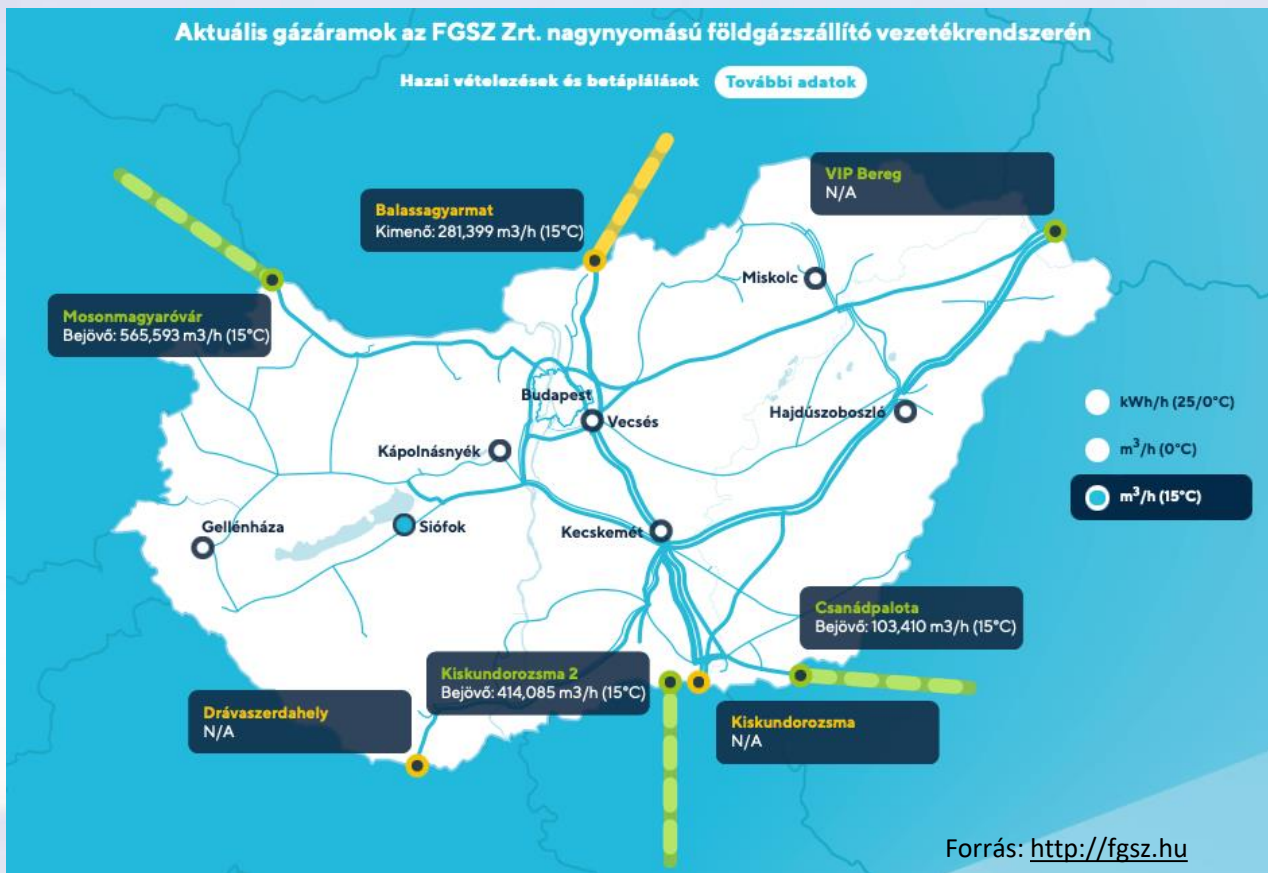 Aktuális gázáramok az FGSZ Zrt. nagynyomású földgázszállító vezetékrendszerén
Hazai vételezések és betáplálások További adatok
VIP Bereg
N/A
Balassagyarmat
Kimenő: 281,399 m3/h (15°C)
Miskolc
Mosonmagyaróvár
Bejövő: 565,593 m3/h (15°C)
Budapest
Vecsés
Hajdúszoboszló
kWh/h (25/0°C)
m³/h (0°C)
m³/h (15°C)
Kápolnásnyék
Gellénháza
Siófok
Kecskemét
Csanádpalota
Bejövő: 103,410 m3/h (15°C)
Kiskundorozsma 2
Bejövő: 414,085 m3/h (15°C)
Drávaszerdahely
N/A
Kiskundorozsma
N/A
Forrás: http://fgsz.hu